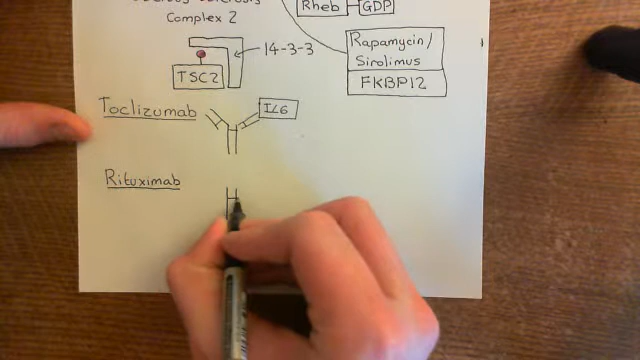 Complex 2
Rheb
GDP
14-3-3
TSC2
Rapamycin/
Sirolimus
FKBP12
Toclizumab
IL6
Rituximab